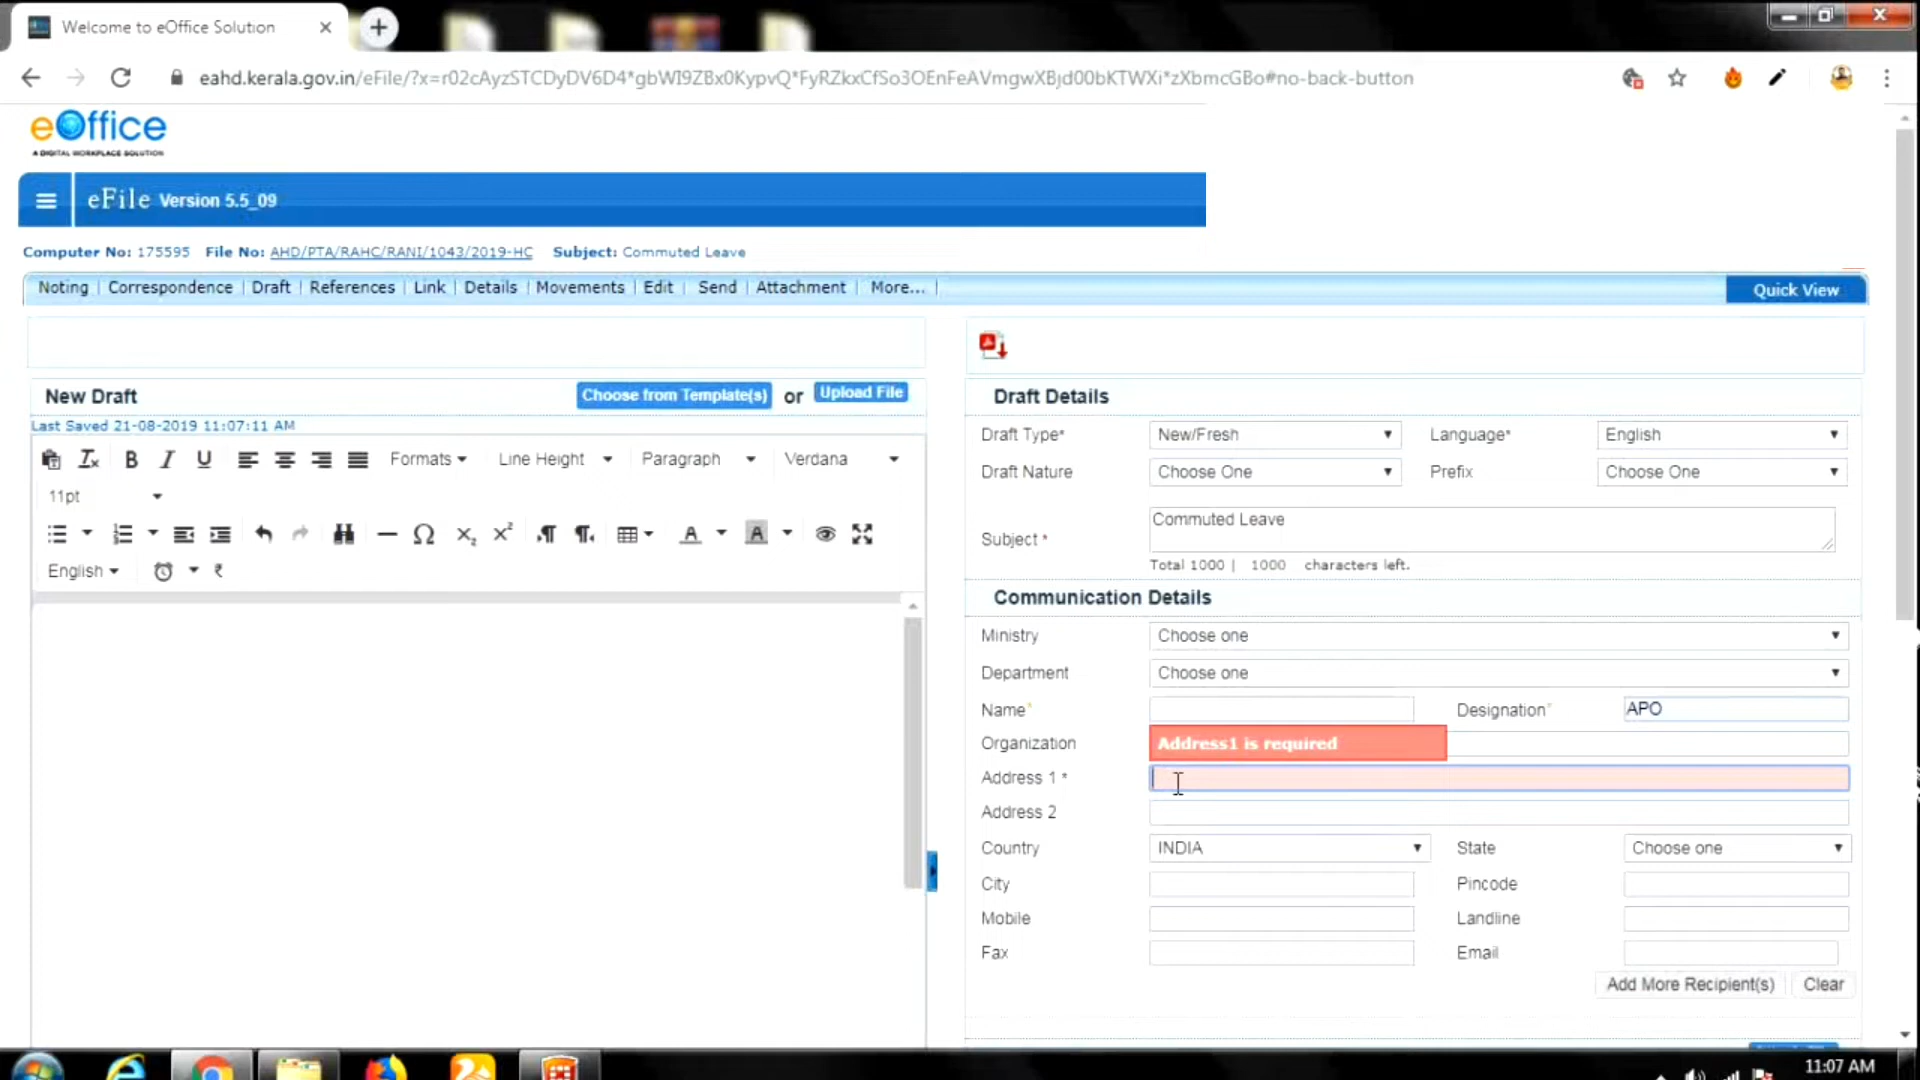 Welcome to eOffice Solution
eahd.kerala.gov.in/eFile/?x=r02cAyzSTCDyDV6D4*gbWI9ZBx0KypvQ*FyRZkxCfSo3OEnFeAVmgwXBjd00bKTWXi*zXbmcGBo#no-back-button
eOffice
A DIGITAL WORKPLACE SOLUTION
eFile Version 5.5_09
Computer No: 175595 File No: AHD/PTA/RAHC/RANI/1043/2019-HC Subject: Commuted Leave
Noting | Correspondence | Draft | References | Link | Details | Movements | Edit | Send | Attachment | More... |
Quick View
New Draft
Choose from Template(s) or Upload File
Last Saved 21-08-2019 11:07:11 AM
B I U Formats Line Height Paragraph Verdana
11pt
English ₹
Draft Details
Draft Type* New/Fresh Language* English
Draft Nature Choose One Prefix Choose One
Subject * Commuted Leave
Total 1000 | 1000 characters left.
Communication Details
Ministry Choose one
Department Choose one
Name* Designation* APO
Organization Address1 is required
Address 1 *
Address 2
Country INDIA State Choose one
City Pincode
Mobile Landline
Fax Email
Add More Recipient(s) Clear
11:07 AM